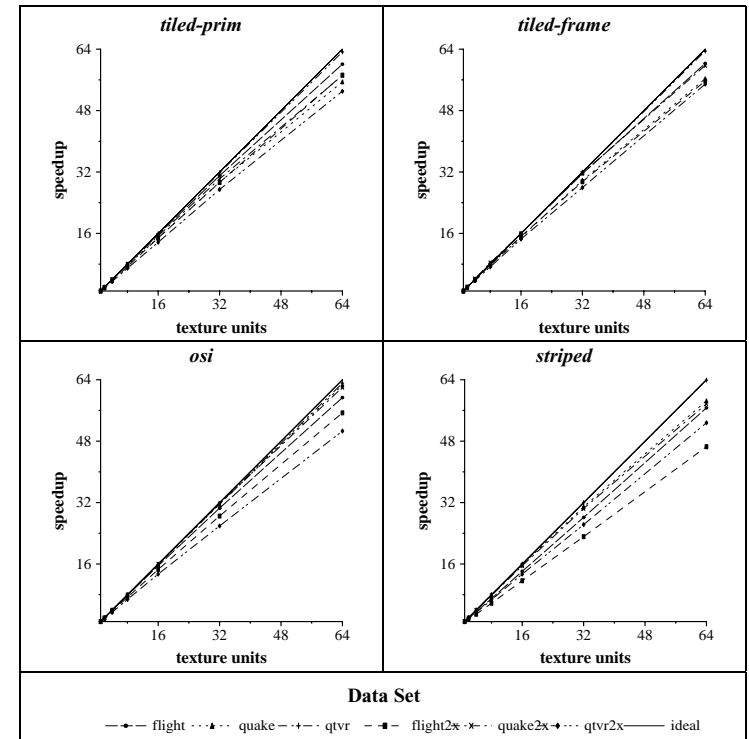 tiled-prim
64
48
32
16
speedup
16 32 48 64
texture units
tiled-frame
64
48
32
16
speedup
16 32 48 64
texture units
osi
64
48
32
16
speedup
16 32 48 64
texture units
striped
64
48
32
16
speedup
16 32 48 64
texture units
Data Set
flight quake qtvr flight2x quake2x qtvr2x ideal